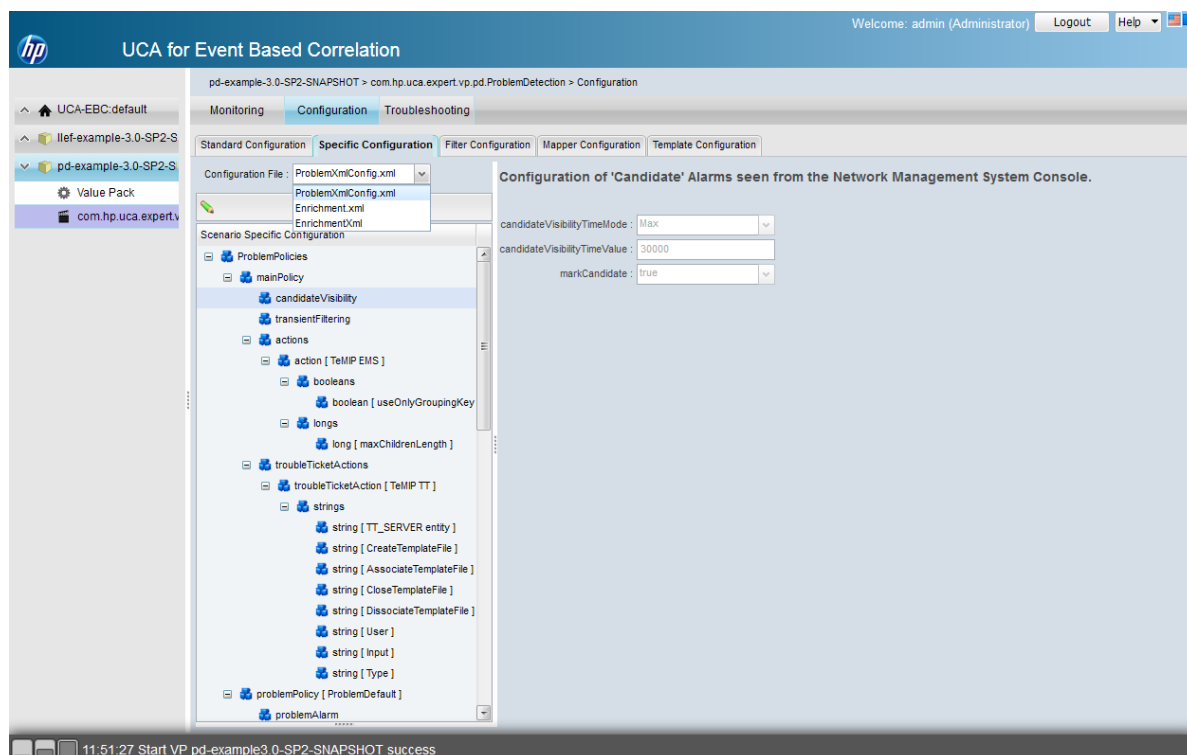 Welcome: admin (Administrator) Logout Help
hp UCA for Event Based Correlation
pd-example-3.0-SP2-SNAPSHOT > com.hp.uca.expert.vp.pd.ProblemDetection > Configuration
UCA-EBC:default
Monitoring Configuration Troubleshooting
llef-example-3.0-SP2-S
Standard Configuration Specific Configuration Filter Configuration Mapper Configuration Template Configuration
pd-example-3.0-SP2-S
Configuration File : ProblemXmlConfig.xml
Configuration of 'Candidate' Alarms seen from the Network Management System Console.
Value Pack
ProblemXmlConfig.xml
Enrichment.xml
EnrichmentXml
com.hp.uca.expert.v
candidateVisibilityTimeMode : Max
Scenario Specific Configuration
candidateVisibilityTimeValue : 30000
ProblemPolicies
markCandidate : true
mainPolicy
candidateVisibility
transientFiltering
actions
action [ TeMIP EMS ]
booleans
boolean [ useOnlyGroupingKey
longs
long [ maxChildrenLength ]
troubleTicketActions
troubleTicketAction [ TeMIP TT ]
strings
string [ TT_SERVER entity ]
string [ CreateTemplateFile ]
string [ AssociateTemplateFile ]
string [ CloseTemplateFile ]
string [ DissociateTemplateFile ]
string [ User ]
string [ Input ]
string [ Type ]
problemPolicy [ ProblemDefault ]
problemAlarm
11:51:27 Start VP pd-example3.0-SP2-SNAPSHOT success